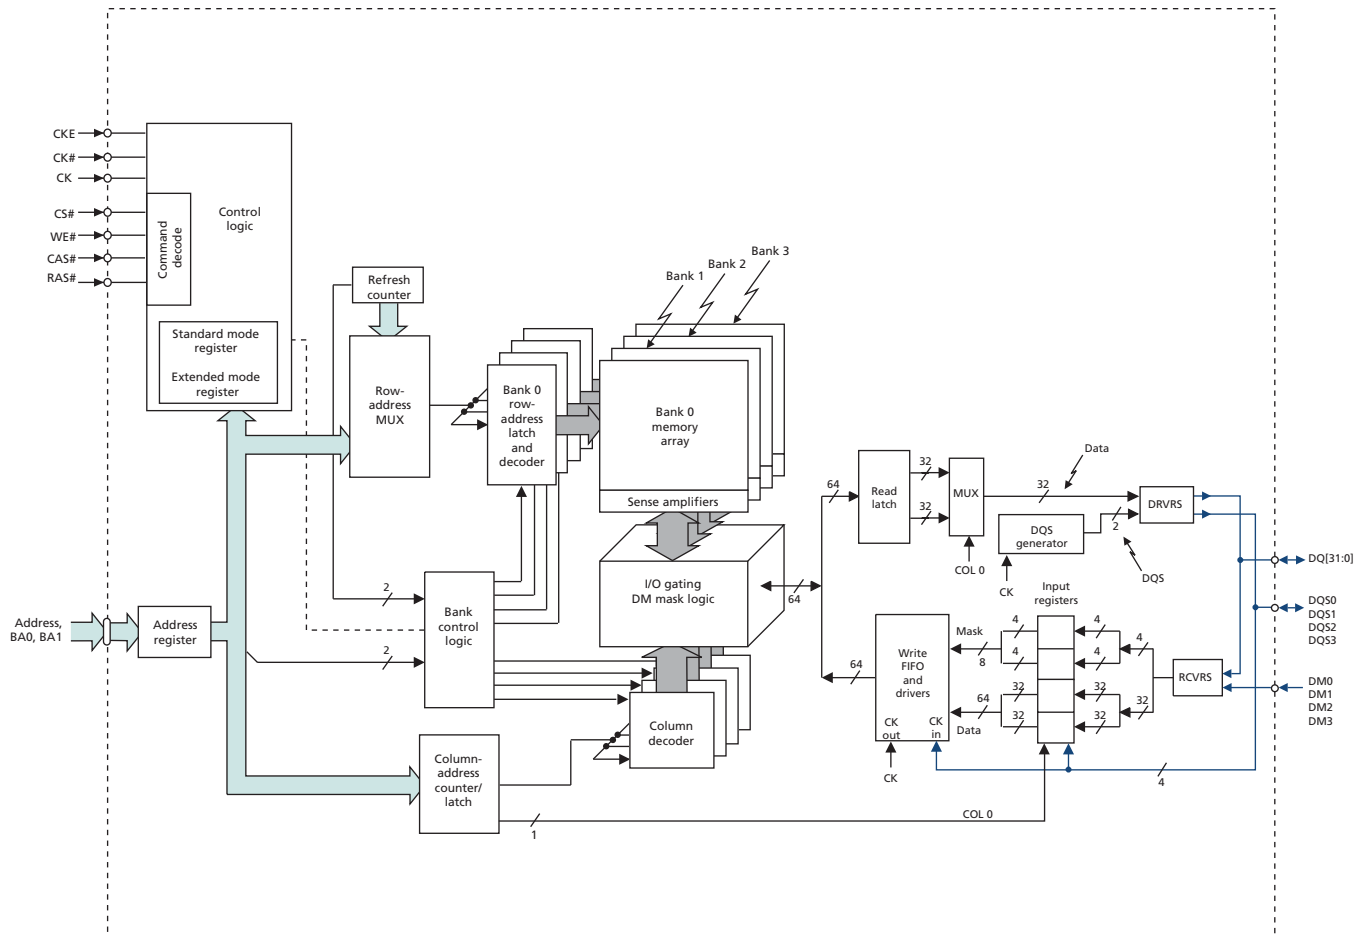 CKE
CK#
CK
CS#
WE#
CAS#
RAS#
Command
decode
Control
logic
Standard mode
register
Extended mode
register
Refresh
counter
Row-
address
MUX
Bank 0
row-
address
latch
and
decoder
Bank 1
Bank 2
Bank 3
Bank 0
memory
array
Sense amplifiers
I/O gating
DM mask logic
Address,
BA0, BA1
Address
register
2
2
Bank
control
logic
Column-
address
counter/
latch
Column
decoder
1
COL 0
64
64
64
Read
latch
32
32
MUX
COL 0
32
Data
DQS
generator
CK
2
DQS
DRVRS
Input
registers
Write
FIFO
and
drivers
CK
out
CK
in
CK
Mask
8
64
Data
4
4
32
32
4
4
32
32
4
32
RCVRS
4
DQ[31:0]
DQS0
DQS1
DQS2
DQS3
DM0
DM1
DM2
DM3